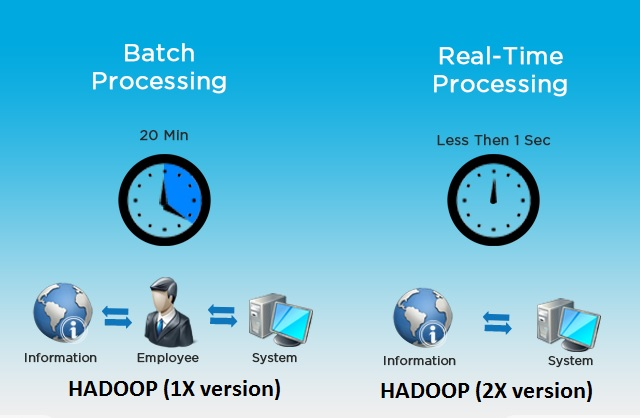 Batch
Processing
20 Min
Information
Employee
System
HADOOP (1X version)
Real-Time
Processing
Less Then 1 Sec
Information
System
HADOOP (2X version)